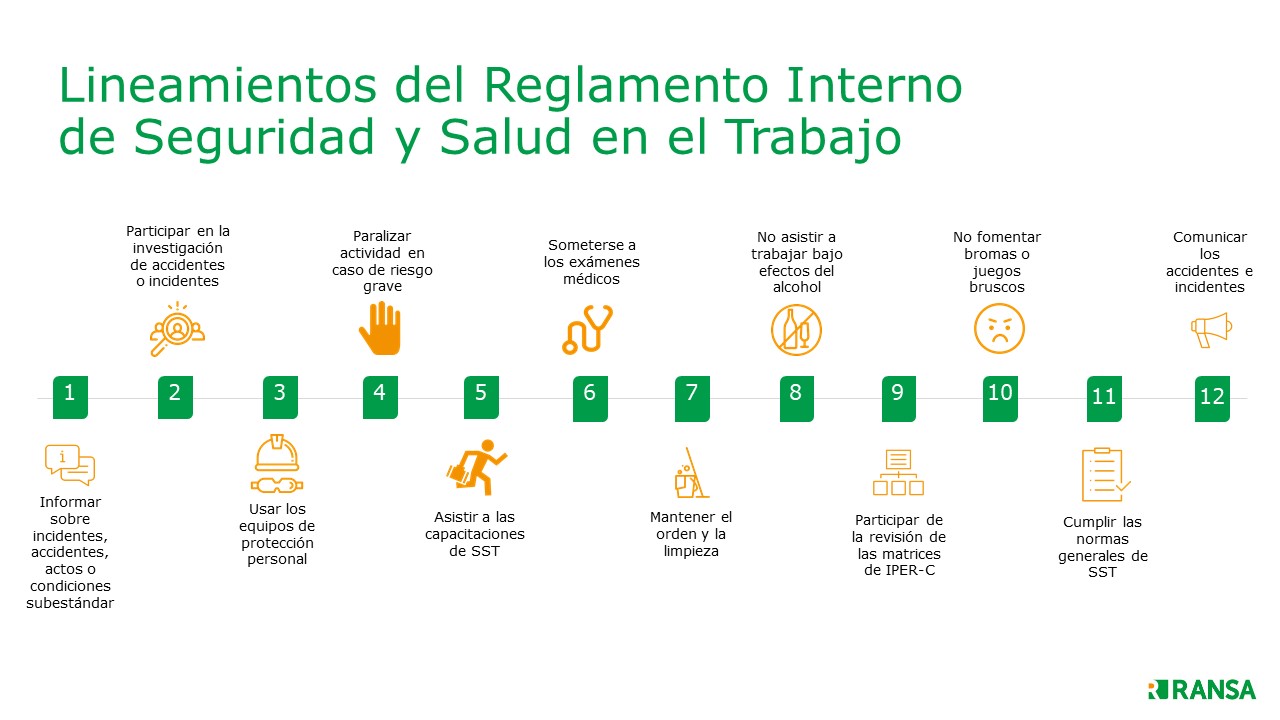 Lineamientos del Reglamento Interno
de Seguridad y Salud en el Trabajo
1
Informar
sobre
incidentes,
accidentes,
actos o
condiciones
subestándar
2
Participar en la
investigación
de accidentes
o incidentes
3
Usar los
equipos de
protección
personal
4
Paralizar
actividad en
caso de riesgo
grave
5
Asistir a las
capacitaciones
de SST
6
Someterse a
los exámenes
médicos
7
Mantener el
orden y la
limpieza
8
No asistir a
trabajar bajo
efectos del
alcohol
9
Participar de
la revisión de
las matrices
de IPER-C
10
No fomentar
bromas o
juegos
bruscos
11
Cumplir las
normas
generales de
SST
12
Comunicar
los
accidentes e
incidentes
i
RANSA